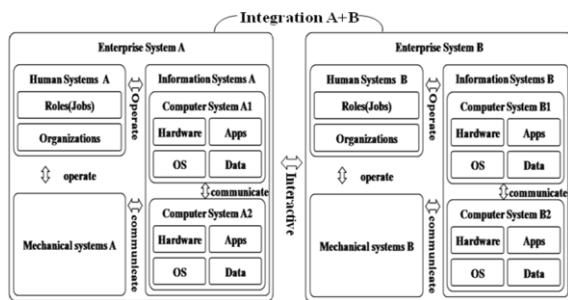 Integration A+B
Enterprise System A
Human Systems A
Roles(Jobs)
Organizations
Operate
operate
Mechanical systems A
communicate
Information Systems A
Computer System A1
Hardware
Apps
OS
Data
communicate
Computer System A2
Hardware
Apps
OS
Data
Interactive
Enterprise System B
Human Systems B
Roles(Jobs)
Organizations
Operate
operate
Mechanical systems B
communicate
Information Systems B
Computer System B1
Hardware
Apps
OS
Data
communicate
Computer System B2
Hardware
Apps
OS
Data